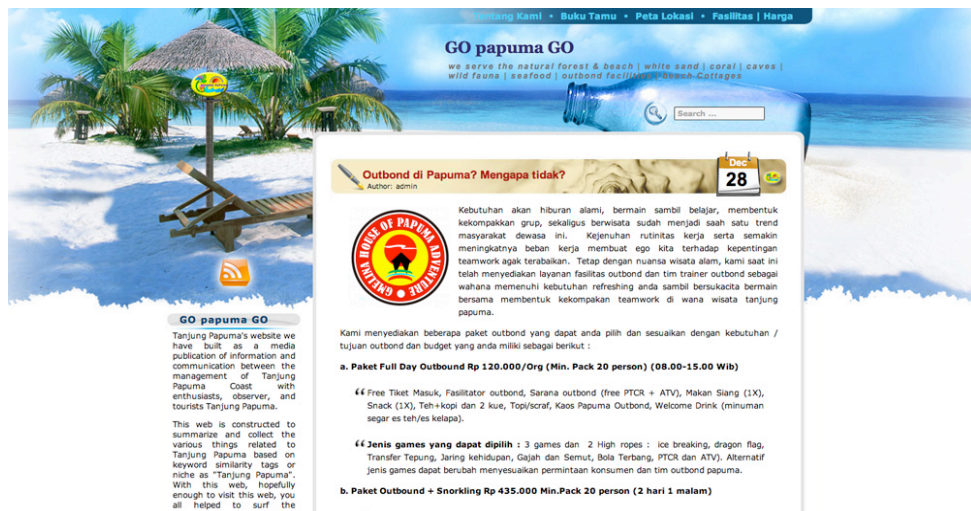 Kami • Buku Tamu • Peta Lokasi • Fasilitas | Harga
GO papuma GO
we serve the natural forest & beach | white sand | coral | caves |
wild fauna | seafood | outbond fecilities | beach Cottages
Search ...
Outbond di Papuma? Mengapa tidak?
Author: admin
Dec
28
GMELINA HOUSE OF PAPUMA ADVENTURE
Kebutuhan akan hiburan alami, bermain sambil belajar, membentuk
kekompakkan grup, sekaligus berwisata sudah menjadi saah satu trend
masyarakat dewasa ini. Kejenuhan rutinitas kerja serta semakin
meningkatnya beban kerja membuat ego kita terhadap kepentingan
teamwork agak terabaikan. Tetap dengan nuansa wisata alam, kami saat ini
telah menyediakan layanan fasilitas outbond dan tim trainer outbond sebagai
wahana memenuhi kebutuhan refreshing anda sambil bersukacita bermain
bersama membentuk kekompakan teamwork di wana wisata tanjung
papuma.
Kami menyediakan beberapa paket outbond yang dapat anda pilih dan sesuaikan dengan kebutuhan /
tujuan outbond dan budget yang anda miliki sebagai berikut :
a. Paket Full Day Outbound Rp 120.000/Org (Min. Pack 20 person) (08.00-15.00 Wib)
“ Free Tiket Masuk, Fasilitator outbond, Sarana outbond (free PTCR + ATV), Makan Siang (1X),
Snack (1X), Teh+kopi dan 2 kue, Topi/scraf, Kaos Papuma Outbond, Welcome Drink (minuman
segar es teh/es kelapa).
“ Jenis games yang dapat dipilih : 3 games dan 2 High ropes : ice breaking, dragon flag,
Transfer Tepung, Jaring kehidupan, Gajah dan Semut, Bola Terbang, PTCR dan ATV). Alternatif
jenis games dapat berubah menyesuaikan permintaan konsumen dan tim outbond papuma.
b. Paket Outbound + Snorkling Rp 435.000 Min.Pack 20 person (2 hari 1 malam)
GO papuma GO
Tanjung Papuma's website we
have built as a media
publication of information and
communication between the
management of Tanjung
Papuma Coast with
enthusiasts, observer, and
tourists Tanjung Papuma.
This web is constructed to
summarize and collect the
various things related to
Tanjung Papuma based on
keyword similarity tags or
niche as "Tanjung Papuma".
With this web, hopefully
enough to visit this web, you
all helped to surf the